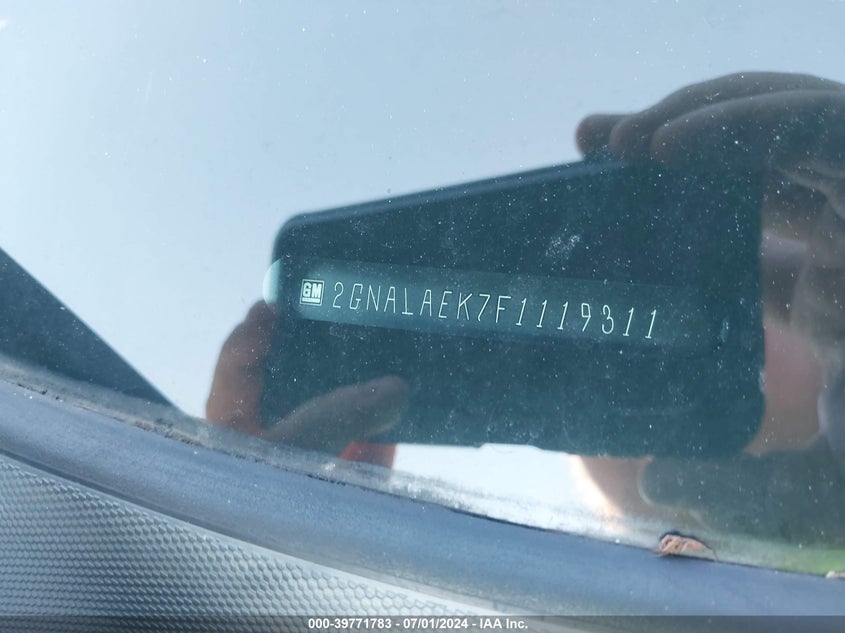 GM 2GNALAEK7F1119311
000-39771783 - 07/01/2024 - IAA Inc.